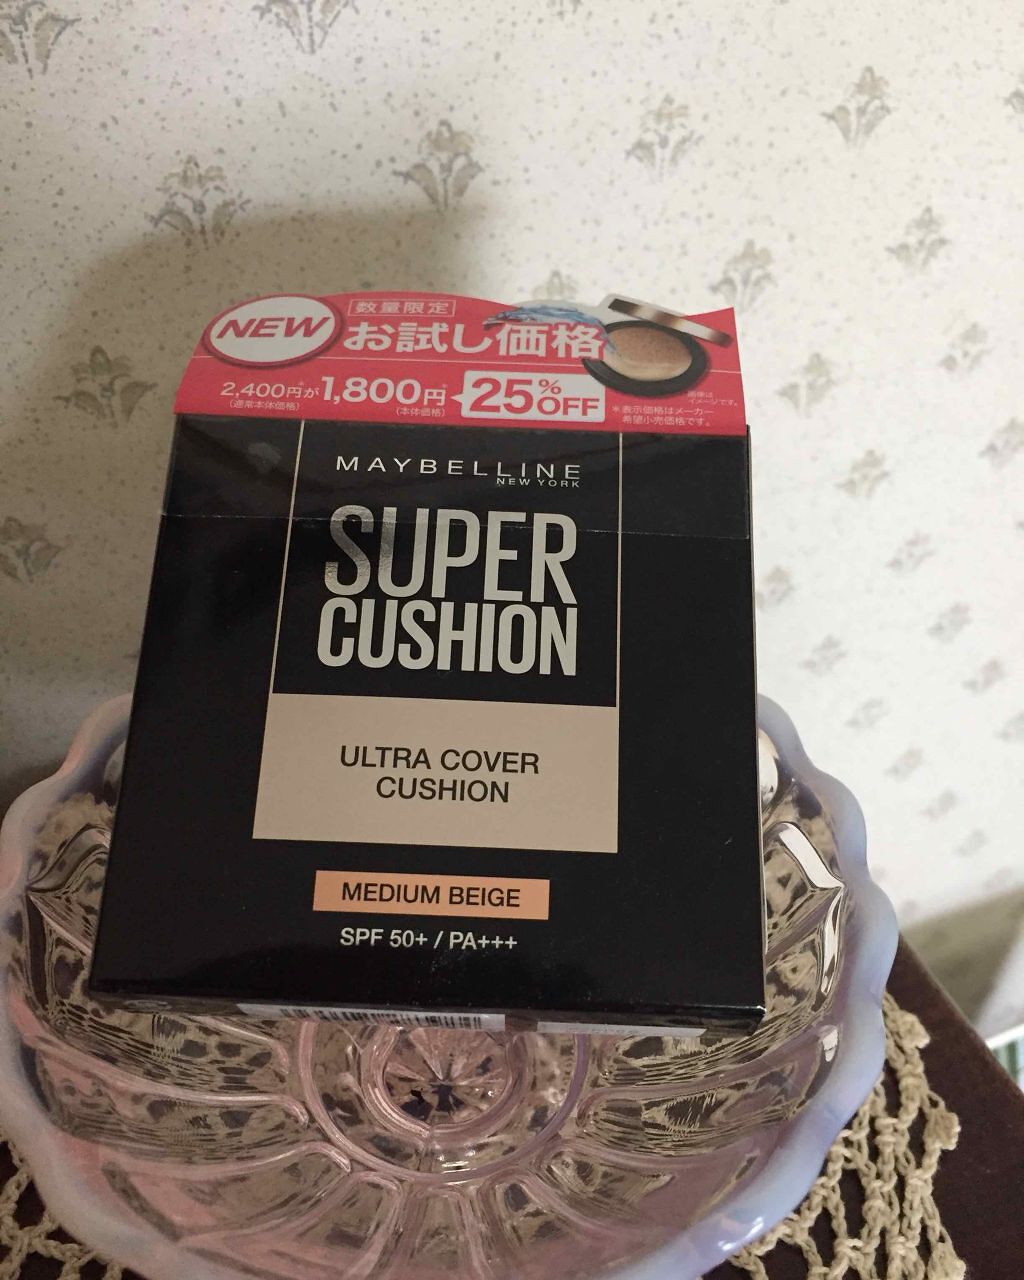 NEW
数量限定
お試し価格
2,400円*が1,800円* 25%OFF
(通常本体価格)
(本体価格)
画像は
イメージです。
*表示価格はメーカー
希望小売価格です。
MAYBELLINE
NEW YORK
SUPER
CUSHION
ULTRA COVER
CUSHION
MEDIUM BEIGE
SPF 50+ / PA+++